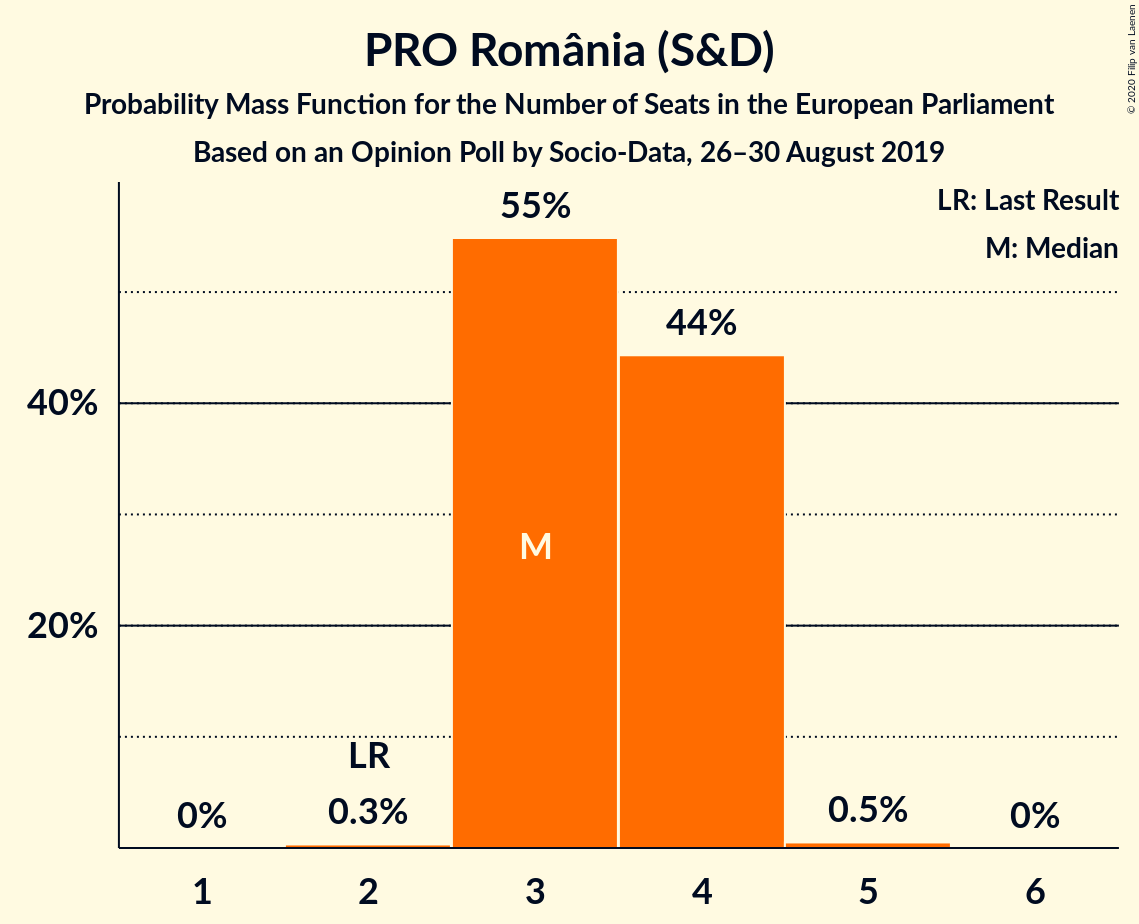 PRO România (S&D)
Probability Mass Function for the Number of Seats in the European Parliament
Based on an Opinion Poll by Socio-Data, 26–30 August 2019
© 2020 Filip van Laenen
LR: Last Result
M: Median
55%
44%
40%
M
20%
LR
0%
0.3%
0.5%
0%
1
2
3
4
5
6